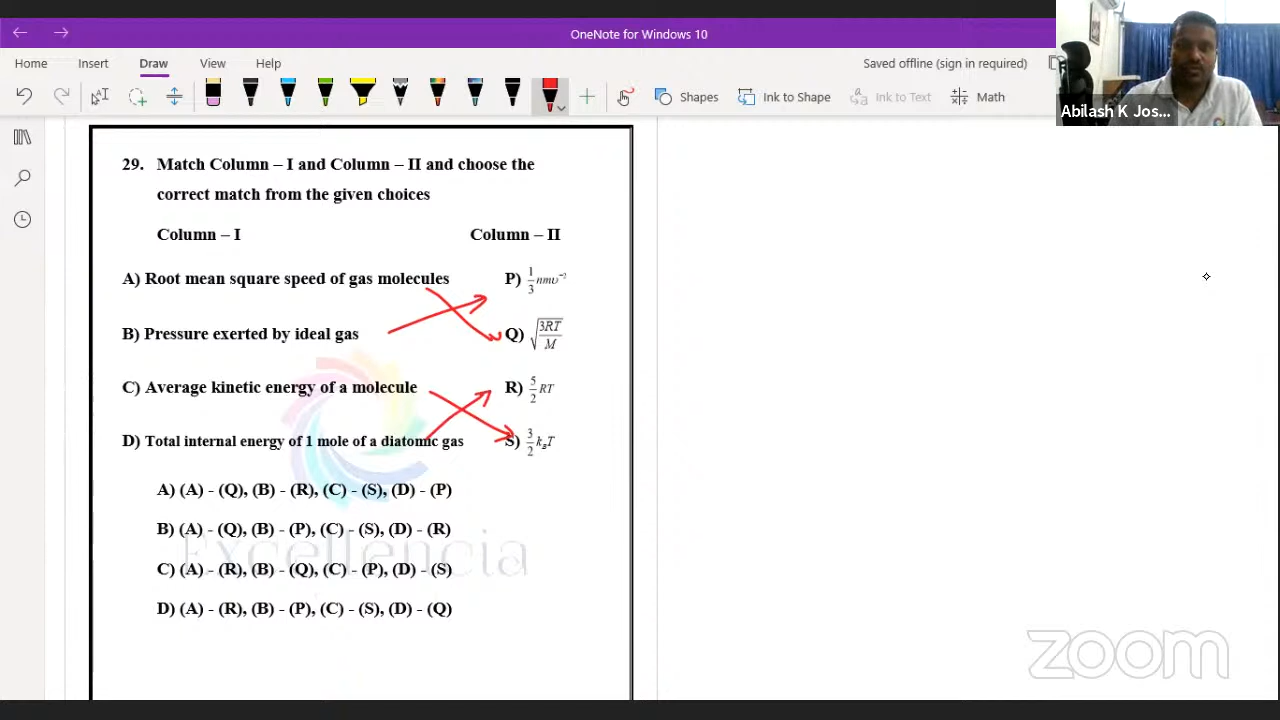 OneNote for Windows 10
Home Insert Draw View Help
Saved offline (sign in required)
Shapes Ink to Shape Ink to Text Math
Abilash K Jos...
29. Match Column – I and Column – II and choose the
correct match from the given choices
Column – I Column – II
A) Root mean square speed of gas molecules P) 1/3 nmυ⁻²
B) Pressure exerted by ideal gas Q) √(3RT/M)
C) Average kinetic energy of a molecule R) 5/2 RT
D) Total internal energy of 1 mole of a diatomic gas S) 3/2 k_BT
A) (A) - (Q), (B) - (R), (C) - (S), (D) - (P)
B) (A) - (Q), (B) - (P), (C) - (S), (D) - (R)
Excellencia
C) (A) - (R), (B) - (Q), (C) - (P), (D) - (S)
D) (A) - (R), (B) - (P), (C) - (S), (D) - (Q)
zoom